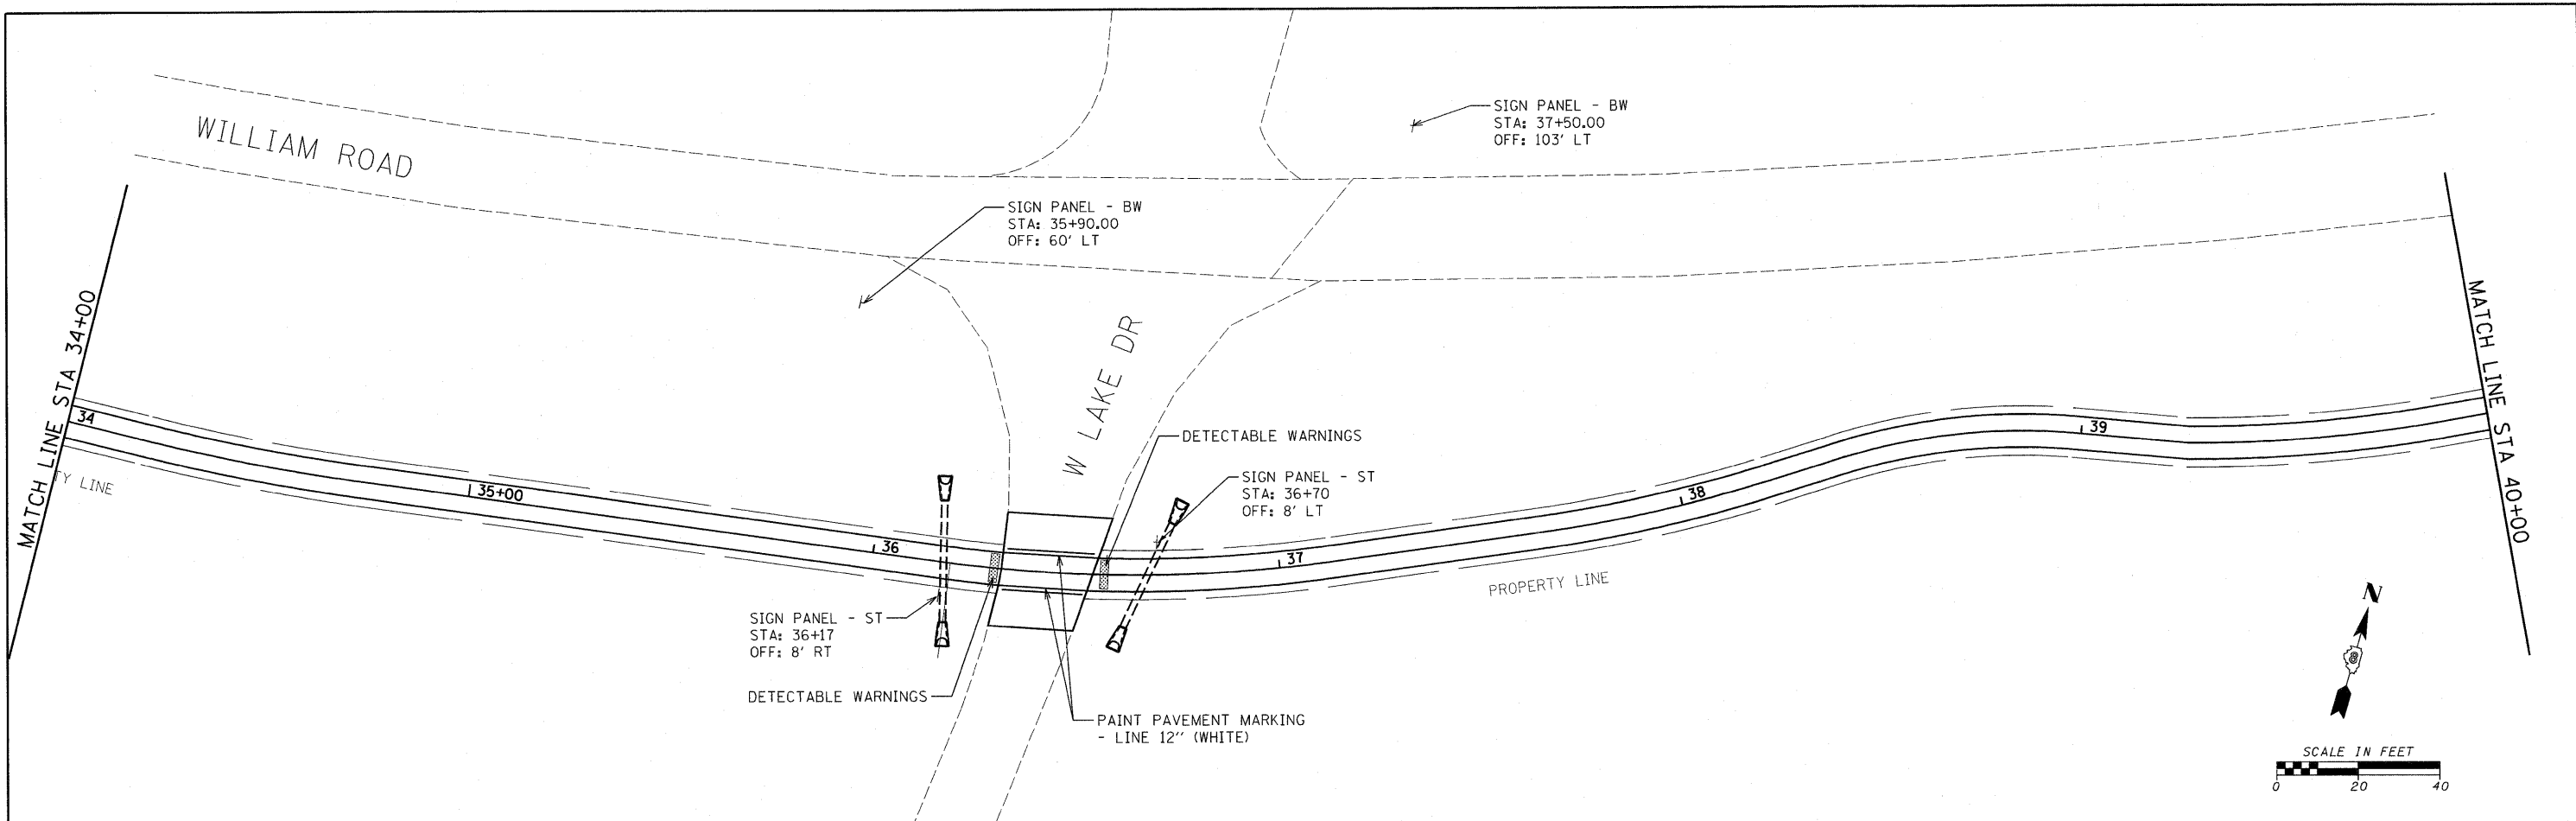 WILLIAM ROAD
SIGN PANEL - BW
STA: 37+50.00
OFF: 103' LT
SIGN PANEL - BW
STA: 35+90.00
OFF: 60' LT
MATCH LINE STA 34+00
MATCH LINE STA 40+00
W LAKE DR
34
TY LINE
35+00
36
37
38
39
DETECTABLE WARNINGS
SIGN PANEL - ST
STA: 36+70
OFF: 8' LT
PROPERTY LINE
SIGN PANEL - ST
STA: 36+17
OFF: 8' RT
DETECTABLE WARNINGS
PAINT PAVEMENT MARKING
- LINE 12'' (WHITE)
N
8
SCALE IN FEET
0 20 40